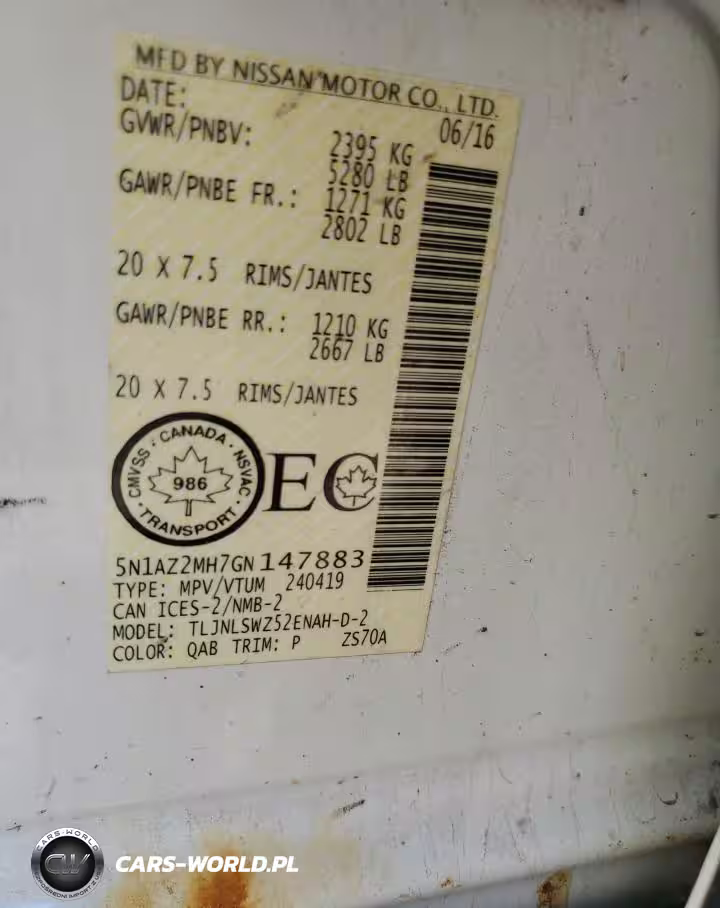 MFD BY NISSAN MOTOR CO., LTD.
DATE: 06/16
GVWR/PNBV: 2395 KG
5280 LB
GAWR/PNBE FR.: 1271 KG
2802 LB
20 X 7.5 RIMS/JANTES
GAWR/PNBE RR.: 1210 KG
2667 LB
20 X 7.5 RIMS/JANTES
CANADA · NSVAC · TRANSPORT · CMVSS ·
986
EC
5N1AZ2MH7GN147883
TYPE: MPV/VTUM 240419
CAN ICES-2/NMB-2
MODEL: TLJNLSWZ52ENAH-D-2
COLOR: QAB TRIM: P ZS70A
CARS-WORLD
CW
CARS-WORLD.PL